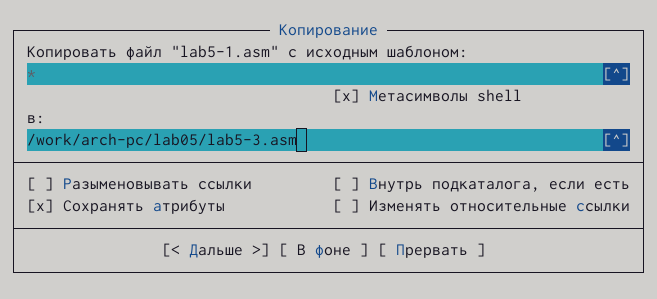 Копирование
Копировать файл "lab5-1.asm" с исходным шаблоном:
* [^]
[x] Метасимволы shell
в:
/work/arch-pc/lab05/lab5-3.asm [^]
[ ] Разыменовывать ссылки [ ] Внутрь подкаталога, если есть
[x] Сохранять атрибуты [ ] Изменять относительные ссылки
[< Дальше >] [ В фоне ] [ Прервать ]